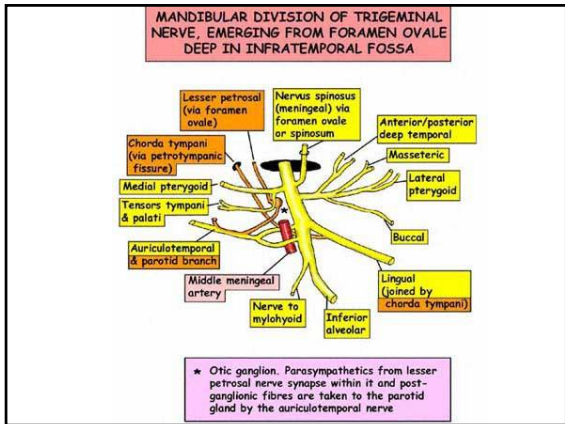 MANDIBULAR DIVISION OF TRIGEMINAL
NERVE, EMERGING FROM FORAMEN OVALE
DEEP IN INFRATEMPORAL FOSSA
Lesser petrosal
(via foramen
ovale)
Nervus spinosus
(meningeal) via
foramen ovale
or spinosum
Anterior/posterior
deep temporal
Chorda tympani
(via petrotympanic
fissure)
Masseteric
Medial pterygoid
Lateral
pterygoid
Tensors tympani
& palati
*
Buccal
Auriculotemporal
& parotid branch
Middle meningeal
artery
Lingual
(joined by
chorda tympani)
Nerve to
mylohyoid
Inferior
alveolar
* Otic ganglion. Parasympathetics from lesser
petrosal nerve synapse within it and post-
ganglionic fibres are taken to the parotid
gland by the auriculotemporal nerve